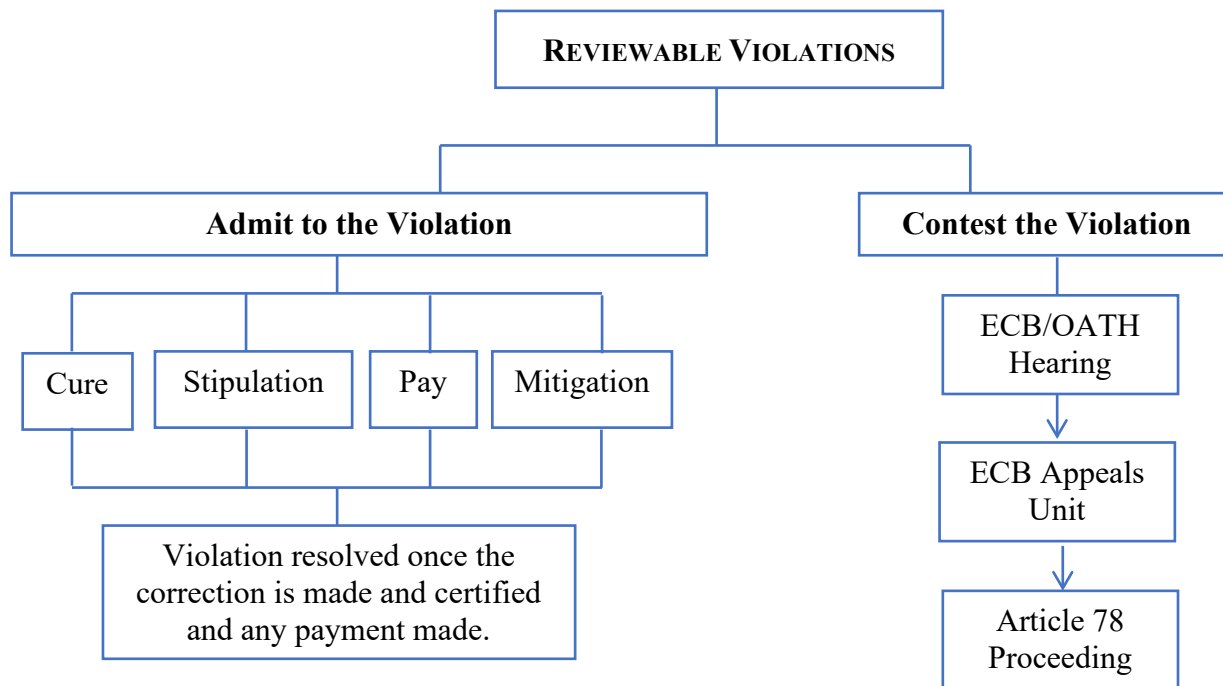 REVIEWABLE VIOLATIONS
Admit to the Violation
Contest the Violation
Cure
Stipulation
Pay
Mitigation
Violation resolved once the
correction is made and certified
and any payment made.
ECB/OATH
Hearing
ECB Appeals
Unit
Article 78
Proceeding